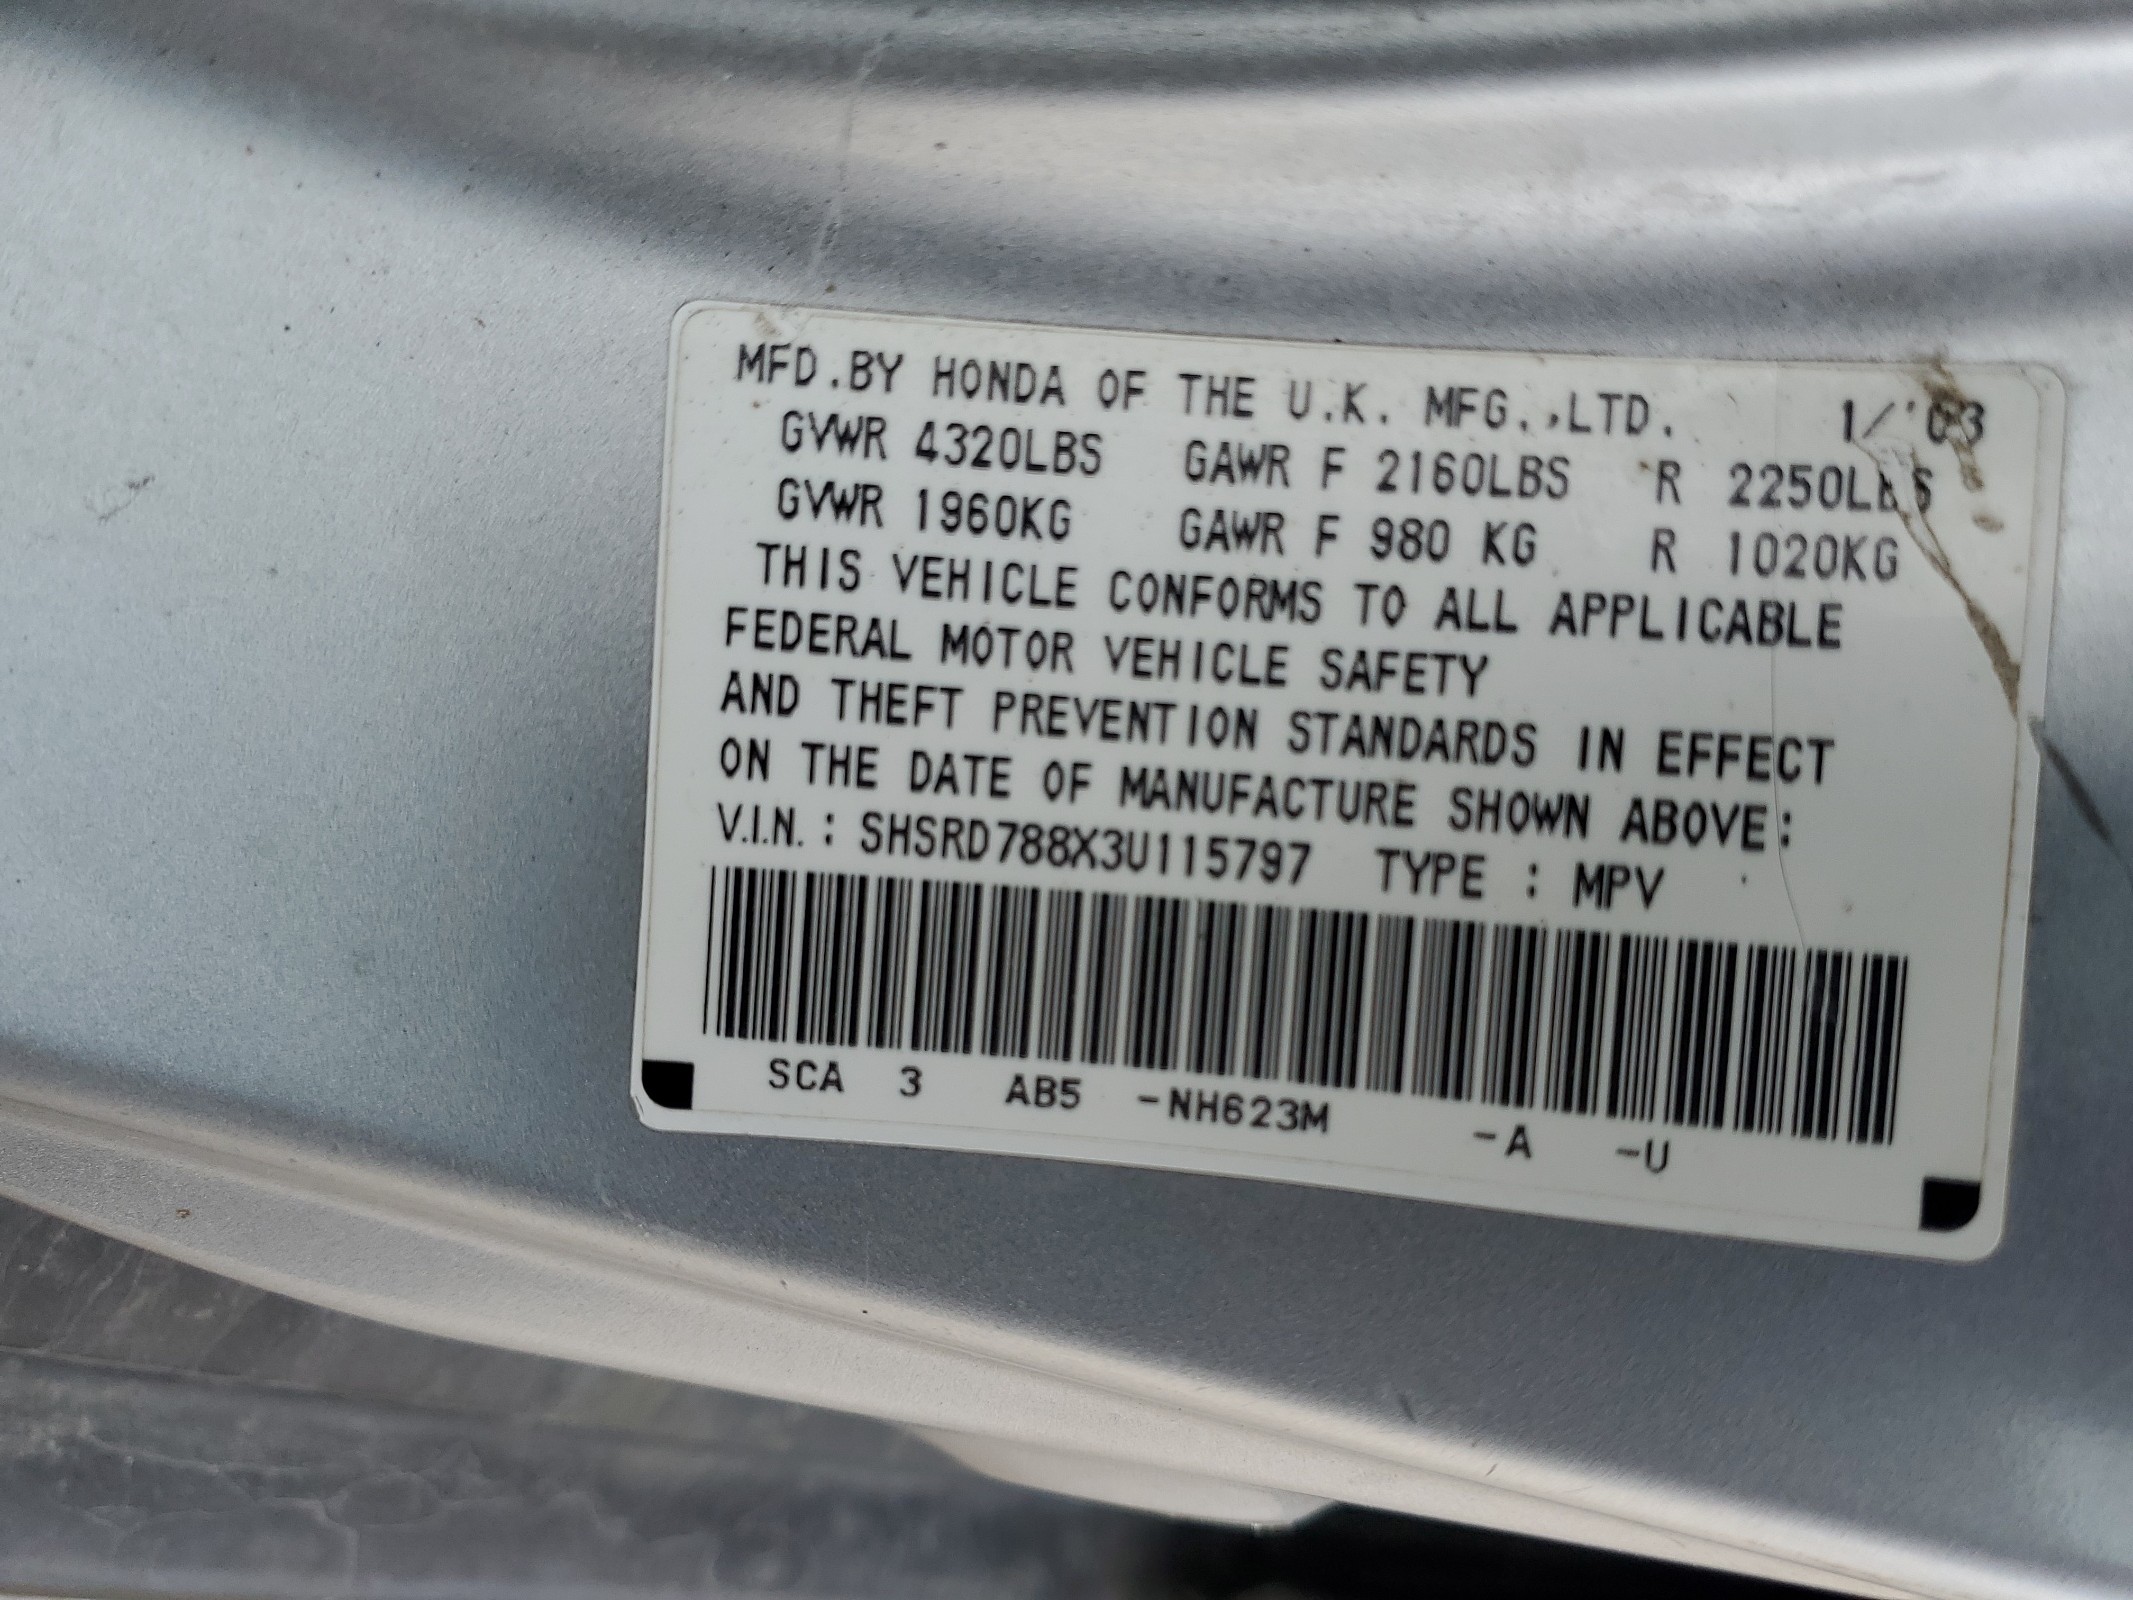 MFD.BY HONDA OF THE U.K. MFG.,LTD. 1/'03
GVWR 4320LBS GAWR F 2160LBS R 2250LBS
GVWR 1960KG GAWR F 980 KG R 1020KG
THIS VEHICLE CONFORMS TO ALL APPLICABLE
FEDERAL MOTOR VEHICLE SAFETY
AND THEFT PREVENTION STANDARDS IN EFFECT
ON THE DATE OF MANUFACTURE SHOWN ABOVE:
V.I.N. : SHSRD788X3U115797 TYPE : MPV
SCA 3 AB5 -NH623M -A -U